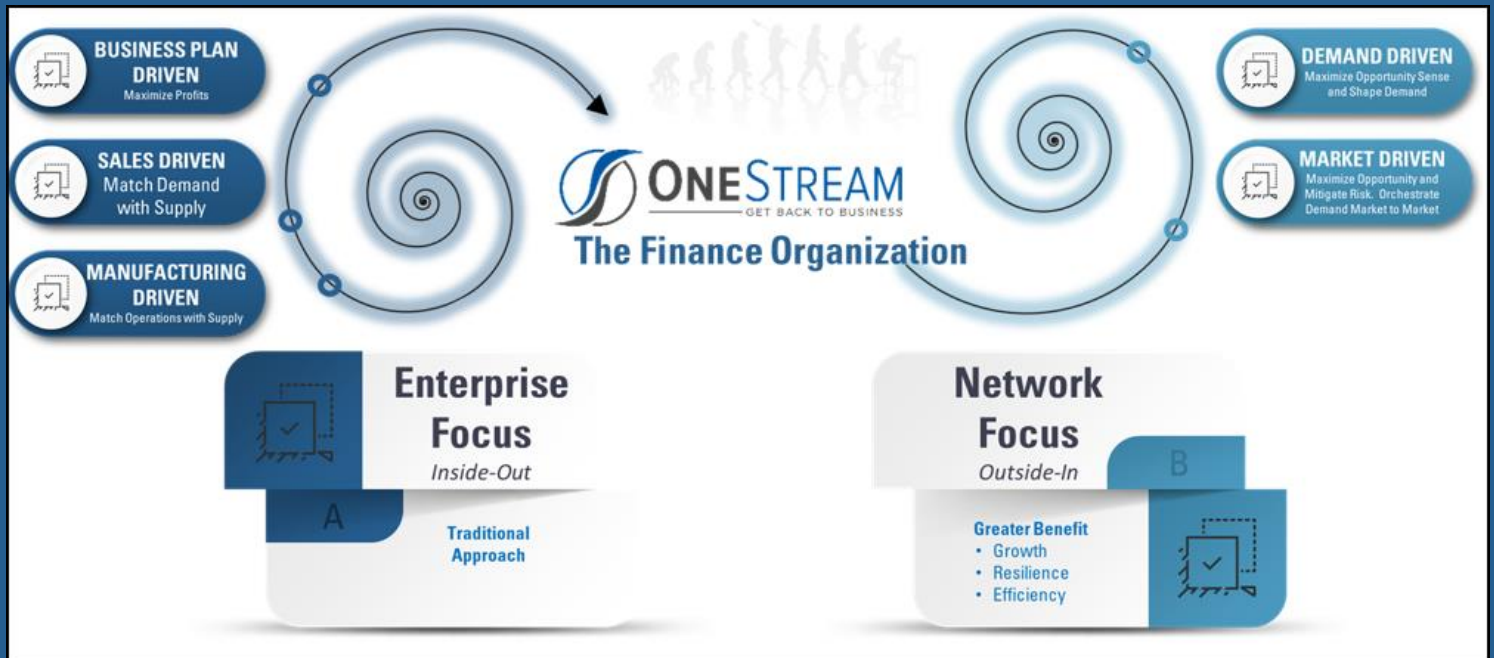 BUSINESS PLAN
DRIVEN
Maximize Profits
SALES DRIVEN
Match Demand
with Supply
MANUFACTURING
DRIVEN
Match Operations with Supply
ONESTREAM
GET BACK TO BUSINESS
The Finance Organization
DEMAND DRIVEN
Maximize Opportunity Sense
and Shape Demand
MARKET DRIVEN
Maximize Opportunity and
Mitigate Risk. Orchestrate
Demand Market to Market
Enterprise
Focus
Inside-Out
A
Traditional
Approach
Network
Focus
Outside-In
B
Greater Benefit
• Growth
• Resilience
• Efficiency